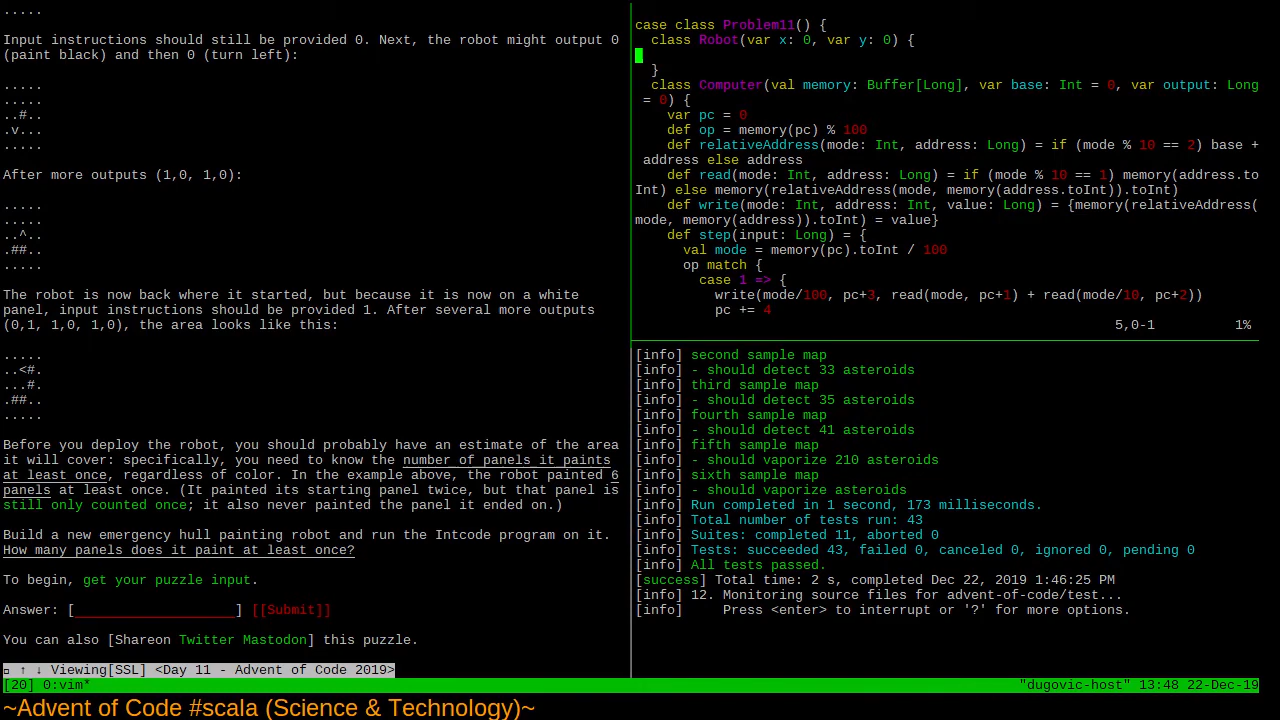 .....
Input instructions should still be provided 0. Next, the robot might output 0
(paint black) and then 0 (turn left):
.....
.....
..#..
.v...
.....
After more outputs (1,0, 1,0):
.....
.....
..^..
.##..
.....
The robot is now back where it started, but because it is now on a white
panel, input instructions should be provided 1. After several more outputs
(0,1, 1,0, 1,0), the area looks like this:
.....
..<#.
...#.
.##..
.....
Before you deploy the robot, you should probably have an estimate of the area
it will cover: specifically, you need to know the number of panels it paints
at least once, regardless of color. In the example above, the robot painted 6
panels at least once. (It painted its starting panel twice, but that panel is
still only counted once; it also never painted the panel it ended on.)
Build a new emergency hull painting robot and run the Intcode program on it.
How many panels does it paint at least once?
To begin, get your puzzle input.
Answer: [____________________] [[Submit]]
You can also [Shareon Twitter Mastodon] this puzzle.
↑ ↓ Viewing[SSL] <Day 11 - Advent of Code 2019>
case class Problem11() {
  class Robot(var x: 0, var y: 0) {
  }
  class Computer(val memory: Buffer[Long], var base: Int = 0, var output: Long
 = 0) {
    var pc = 0
    def op = memory(pc) % 100
    def relativeAddress(mode: Int, address: Long) = if (mode % 10 == 2) base +
 address else address
    def read(mode: Int, address: Long) = if (mode % 10 == 1) memory(address.to
Int) else memory(relativeAddress(mode, memory(address.toInt)).toInt)
    def write(mode: Int, address: Int, value: Long) = {memory(relativeAddress(
mode, memory(address)).toInt) = value}
    def step(input: Long) = {
      val mode = memory(pc).toInt / 100
      op match {
        case 1 => {
          write(mode/100, pc+3, read(mode, pc+1) + read(mode/10, pc+2))
          pc += 4
5,0-1 1%
[info] second sample map
[info] - should detect 33 asteroids
[info] third sample map
[info] - should detect 35 asteroids
[info] fourth sample map
[info] - should detect 41 asteroids
[info] fifth sample map
[info] - should vaporize 210 asteroids
[info] sixth sample map
[info] - should vaporize asteroids
[info] Run completed in 1 second, 173 milliseconds.
[info] Total number of tests run: 43
[info] Suites: completed 11, aborted 0
[info] Tests: succeeded 43, failed 0, canceled 0, ignored 0, pending 0
[info] All tests passed.
[success] Total time: 2 s, completed Dec 22, 2019 1:46:25 PM
[info] 12. Monitoring source files for advent-of-code/test...
[info]     Press <enter> to interrupt or '?' for more options.
[20] 0:vim* "dugovic-host" 13:48 22-Dec-19
~Advent of Code #scala (Science & Technology)~